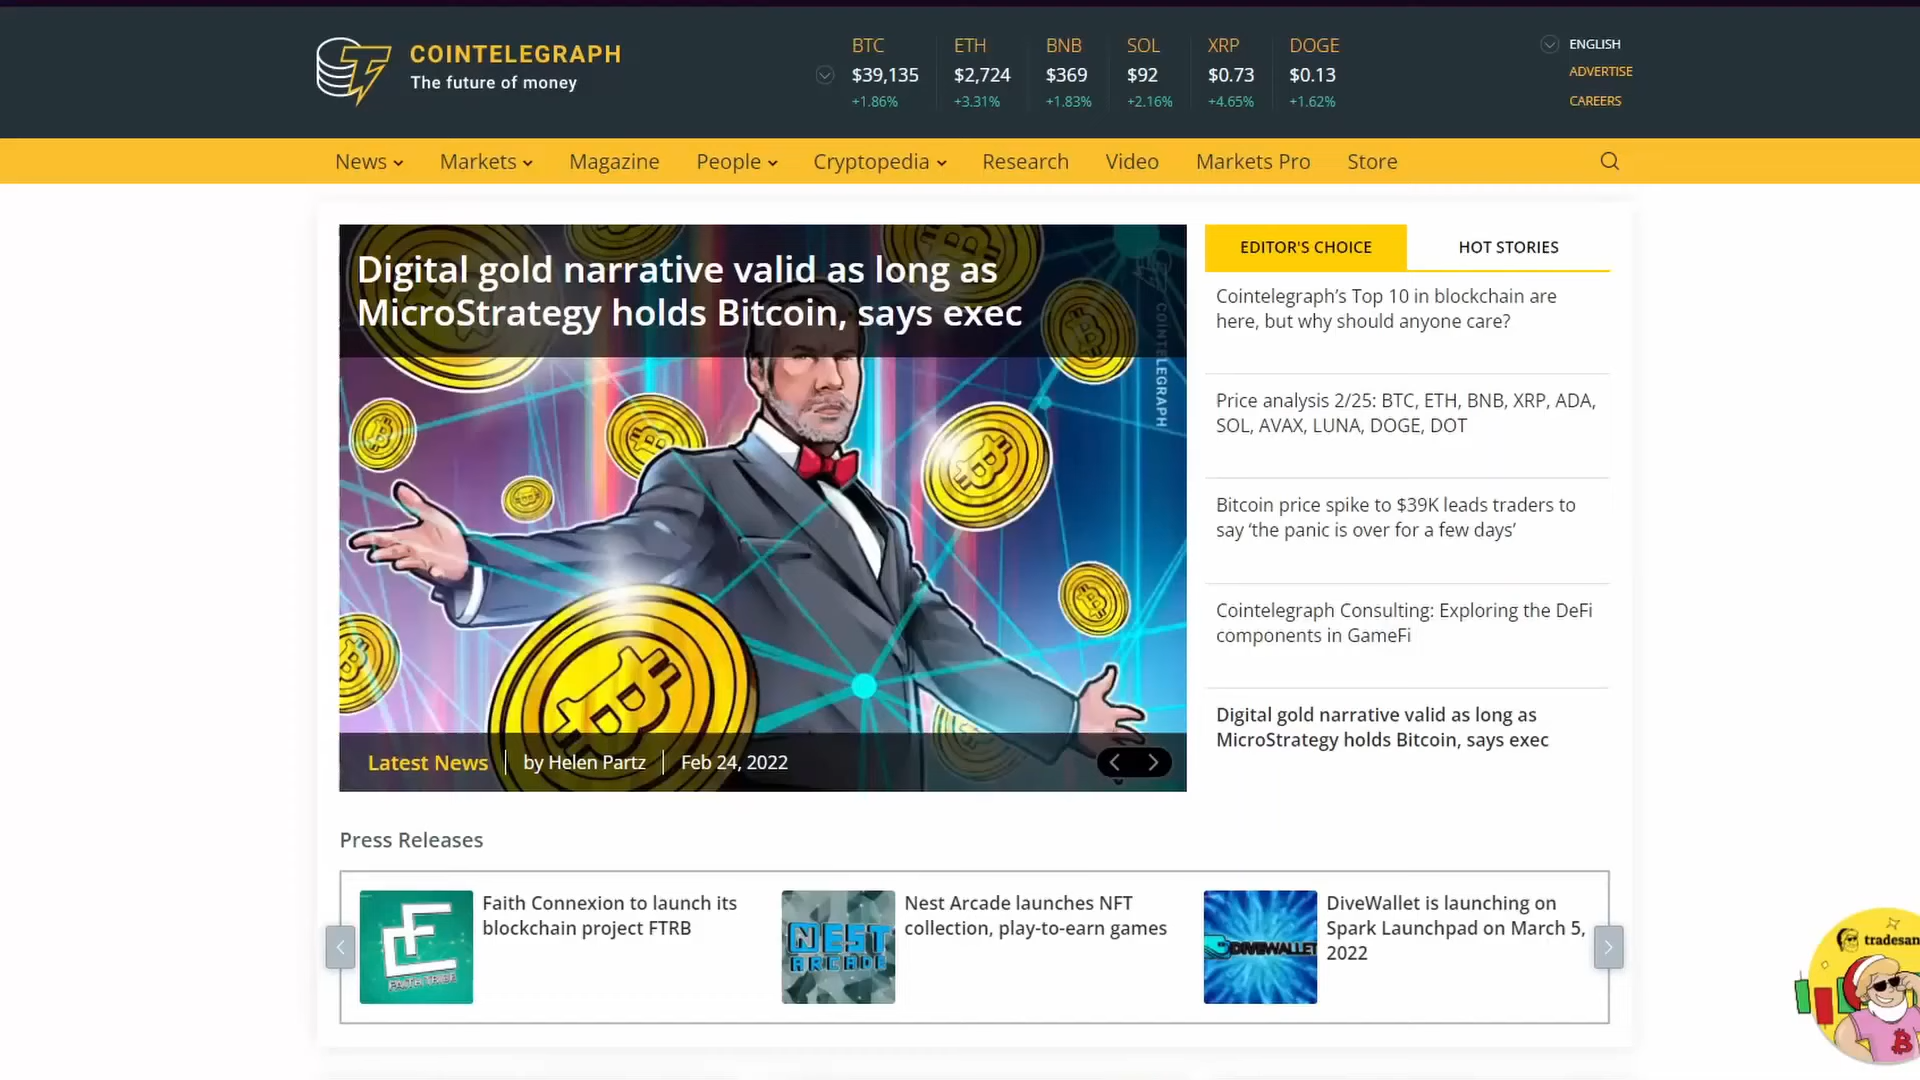 COINTELEGRAPH
The future of money
BTC
$39,135
+1.86%
ETH
$2,724
+3.31%
BNB
$369
+1.83%
SOL
$92
+2.16%
XRP
$0.73
+4.65%
DOGE
$0.13
+1.62%
ENGLISH
ADVERTISE
CAREERS
News
Markets
Magazine
People
Cryptopedia
Research
Video
Markets Pro
Store
Digital gold narrative valid as long as
MicroStrategy holds Bitcoin, says exec
COINTELEGRAPH
Latest News
by Helen Partz
Feb 24, 2022
EDITOR'S CHOICE
HOT STORIES
Cointelegraph’s Top 10 in blockchain are
here, but why should anyone care?
Price analysis 2/25: BTC, ETH, BNB, XRP, ADA,
SOL, AVAX, LUNA, DOGE, DOT
Bitcoin price spike to $39K leads traders to
say ‘the panic is over for a few days’
Cointelegraph Consulting: Exploring the DeFi
components in GameFi
Digital gold narrative valid as long as
MicroStrategy holds Bitcoin, says exec
Press Releases
FAITH TRIBE
Faith Connexion to launch its
blockchain project FTRB
NEST
ARCADE
Nest Arcade launches NFT
collection, play-to-earn games
DIVEWALLET
DiveWallet is launching on
Spark Launchpad on March 5,
2022
tradesan